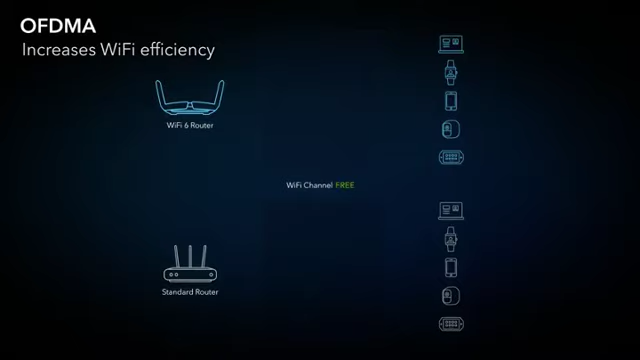 OFDMA
Increases WiFi efficiency
WiFi 6 Router
WiFi Channel FREE
Standard Router